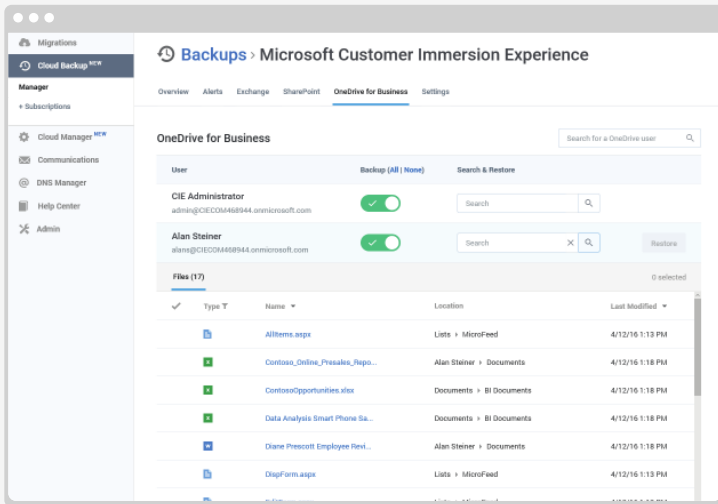 Migrations
Cloud Backup NEW
Manager
+ Subscriptions
Cloud Manager NEW
Communications
DNS Manager
Help Center
Admin
Backups › Microsoft Customer Immersion Experience
Overview Alerts Exchange SharePoint OneDrive for Business Settings
OneDrive for Business
Search for a OneDrive user
User Backup (All | None) Search & Restore
CIE Administrator
admin@CIECOM468944.onmicrosoft.com
Search
Alan Steiner
alans@CIECOM468944.onmicrosoft.com
Search
Restore
Files (17) 0 selected
Type Name Location Last Modified
AllItems.aspx Lists › MicroFeed 4/12/16 1:13 PM
Contoso_Online_Presales_Repo... Alan Steiner › Documents 4/12/16 1:18 PM
ContosoOpportunities.xlsx Documents › BI Documents 4/12/16 1:18 PM
Data Analysis Smart Phone Sa... Documents › BI Documents 4/12/16 1:18 PM
Diane Prescott Employee Revi... Alan Steiner › Documents 4/12/16 1:18 PM
DispForm.aspx Lists › MicroFeed 4/12/16 1:13 PM